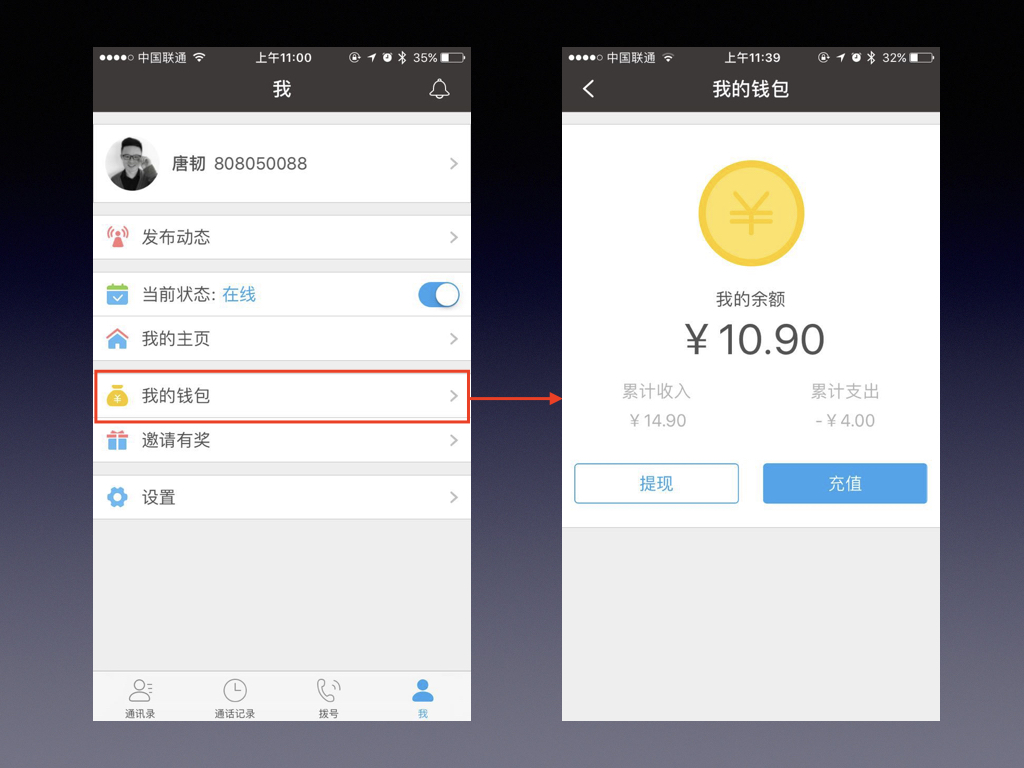 中国联通 上午11:00 35%
我
唐韧 808050088
发布动态
当前状态: 在线
我的主页
我的钱包
邀请有奖
设置
通讯录 通话记录 拨号 我
中国联通 上午11:39 32%
我的钱包
¥
我的余额
¥ 10.90
累计收入 累计支出
¥ 14.90 - ¥ 4.00
提现 充值